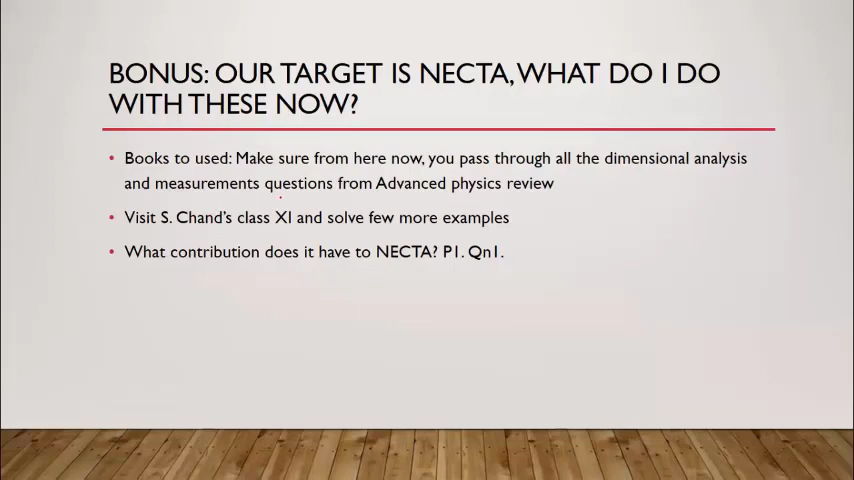 BONUS: OUR TARGET IS NECTA, WHAT DO I DO
WITH THESE NOW?
• Books to used: Make sure from here now, you pass through all the dimensional analysis
and measurements questions from Advanced physics review
• Visit S. Chand's class XI and solve few more examples
• What contribution does it have to NECTA? P1. Qn1.